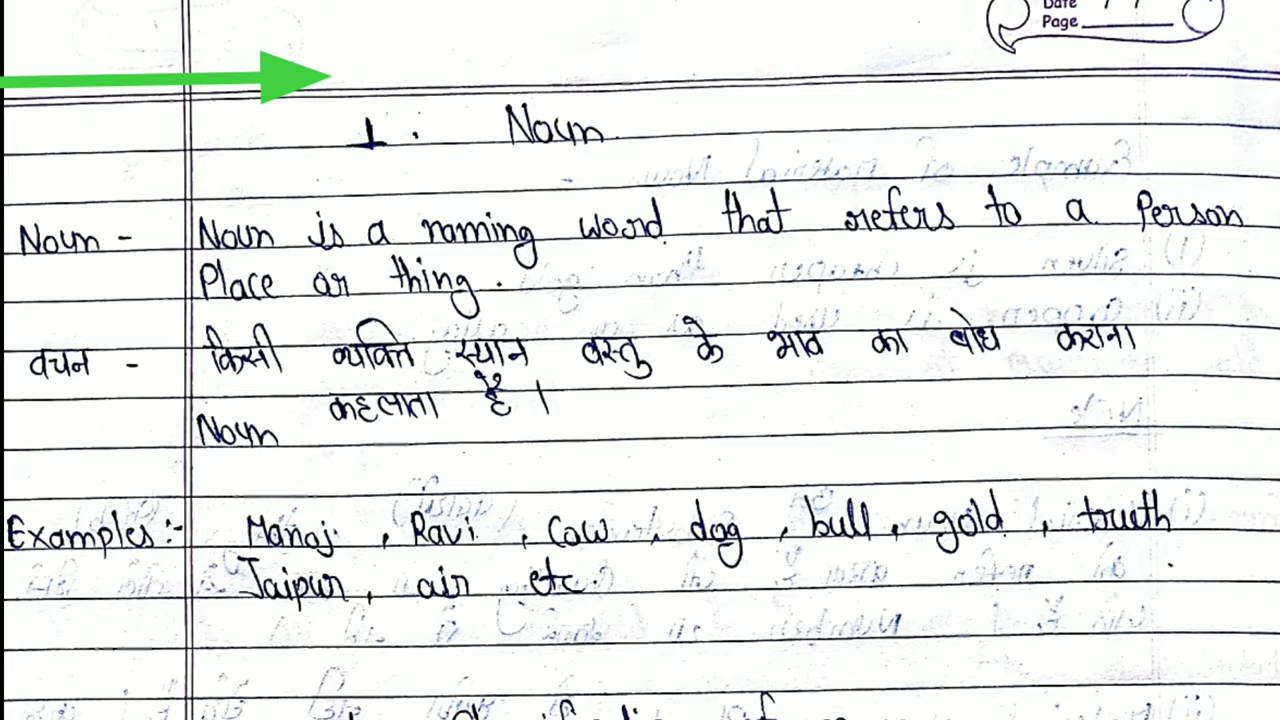 Date
Page
1. Noun
Noun - Noun is a naming word that refers to a Person
Place or thing.
वचन - किसी व्यक्ति स्थान वस्तु के भाव का बोध कराना
Noun कहलाता है ।
Examples :- Manoj, Ravi, Cow, dog, bull, gold, trueth
Jaipur, air etc.